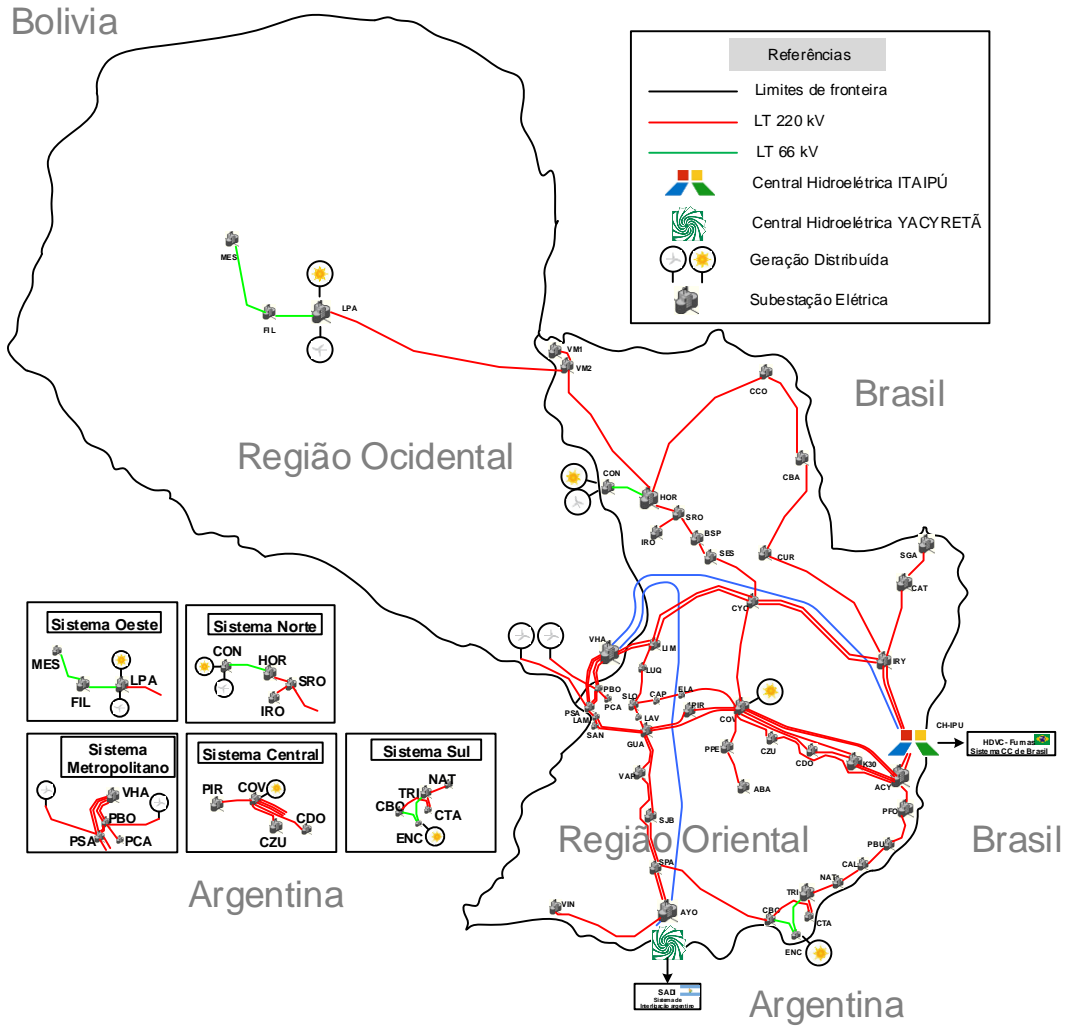 Bolivia
Referências
Limites de fronteira
LT 220 kV
LT 66 kV
Central Hidroelétrica ITAIPÚ
Central Hidroelétrica YACYRETÃ
Geração Distribuída
Subestação Elétrica
MES
FIL
LPA
VM1
VM2
CCO
Brasil
Região Ocidental
CON
HOR
CBA
SRO
IRO
BSP
SES
CUR
SGA
CAT
CYO
VHA
LIM
IRY
LUQ
PBO
PCA
PSA
LAM
SAN
SLO
CAP
ELA
LAV
GUA
PIR
COV
CH-IPU
HDVC- Furnas
Sistema CC de Brasil
PPE
CZU
CDO
K30
ACY
VAP
ABA
PFO
SJB
Região Oriental
Brasil
PBU
CAL
SPA
NAT
TRI
VIN
AYO
CBO
CTA
ENC
SADI
Sistema de
Interligação argentino
Argentina
Sistema Oeste
MES
FIL
LPA
Sistema Norte
CON
HOR
SRO
IRO
Sistema
Metropolitano
VHA
PBO
PSA
PCA
Sistema Central
PIR
COV
CZU
CDO
Sistema Sul
NAT
TRI
CBO
CTA
ENC
Argentina